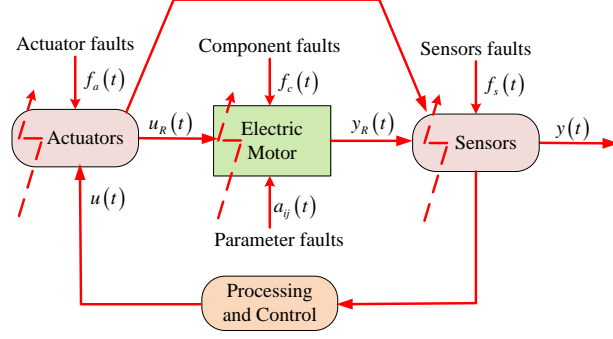 Actuator faults
Component faults
Sensors faults
f_a(t)
f_c(t)
f_s(t)
Actuators
u_R(t)
Electric
Motor
y_R(t)
Sensors
y(t)
u(t)
a_ij(t)
Parameter faults
Processing
and Control